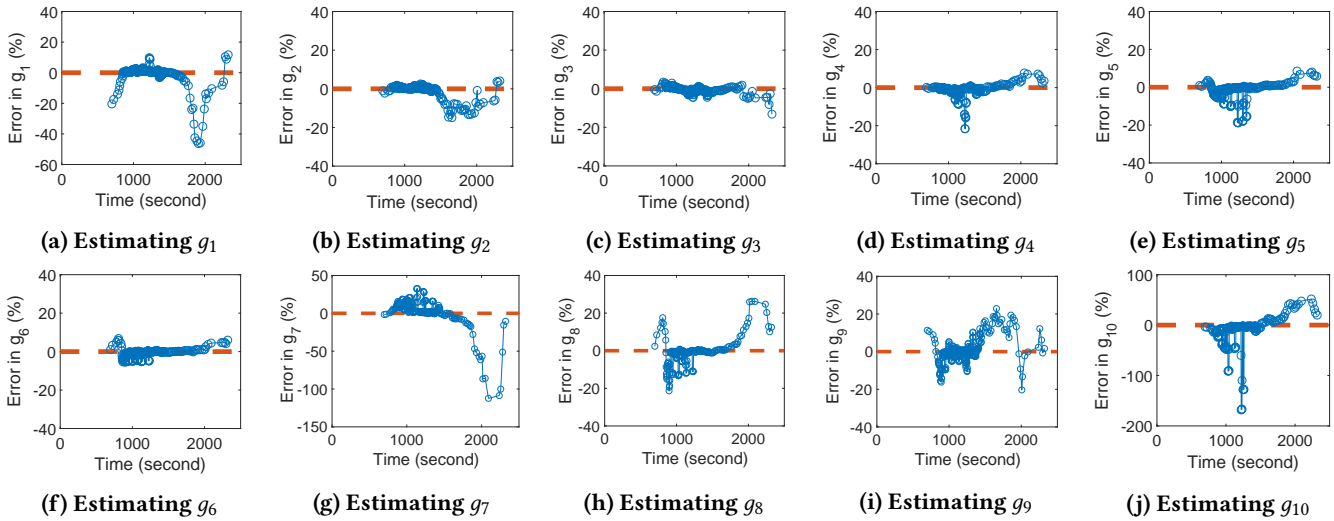 40
20
0
-20
-40
-60
Error in g1 (%)
0 1000 2000
Time (second)
(a) Estimating g1
40
20
0
-20
-40
Error in g2 (%)
1000 2000
Time (second)
(b) Estimating g2
40
20
0
-20
-40
Error in g3 (%)
1000 2000
Time (second)
(c) Estimating g3
40
20
0
-20
-40
Error in g4 (%)
0 1000 2000
Time (second)
(d) Estimating g4
40
20
0
-20
-40
Error in g5 (%)
0 1000 2000
Time (second)
(e) Estimating g5
40
20
0
-20
-40
Error in g6 (%)
0 1000 2000
Time (second)
(f) Estimating g6
50
0
-50
-100
-150
Error in g7 (%)
0 1000 2000
Time (second)
(g) Estimating g7
40
20
0
-20
-40
Error in g8 (%)
0 1000 2000
Time (second)
(h) Estimating g8
40
20
0
-20
-40
Error in g9 (%)
0 1000 2000
Time (second)
(i) Estimating g9
100
0
-100
-200
Error in g10 (%)
0 1000 2000
Time (second)
(j) Estimating g10